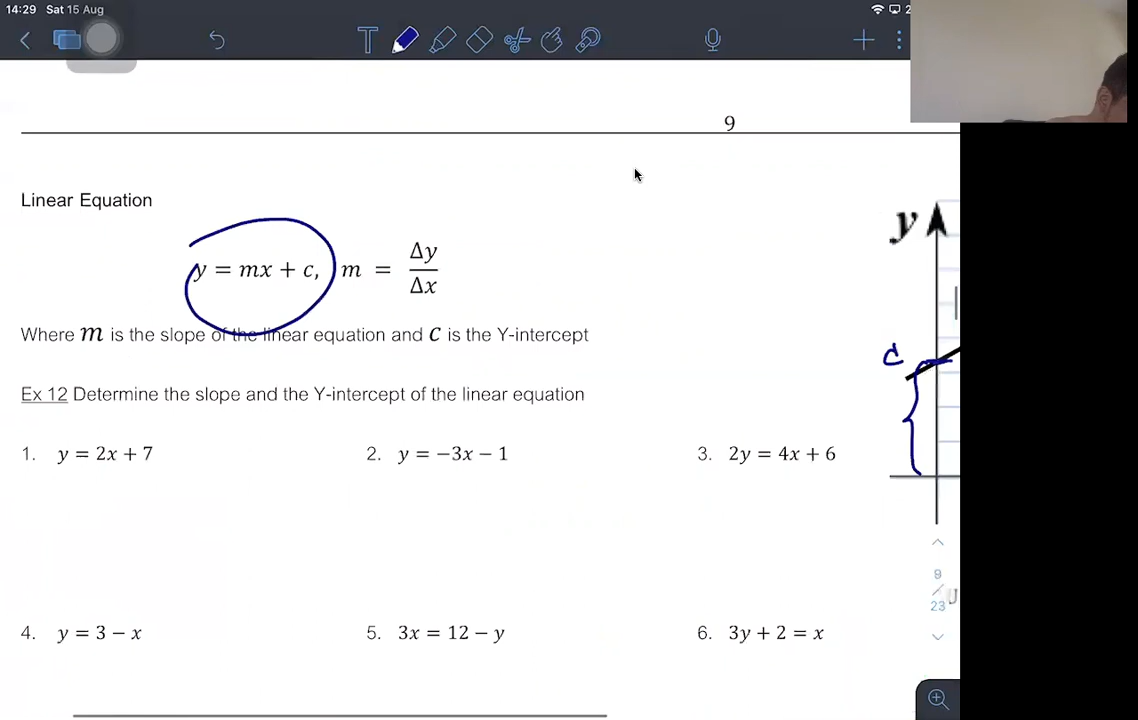 14:29 Sat 15 Aug
9
Linear Equation
y = mx + c, m = Δy/Δx
Where m is the slope of the linear equation and c is the Y-intercept
Ex 12 Determine the slope and the Y-intercept of the linear equation
1. y = 2x + 7
2. y = −3x − 1
3. 2y = 4x + 6
4. y = 3 − x
5. 3x = 12 − y
6. 3y + 2 = x
y
c
9
/
23